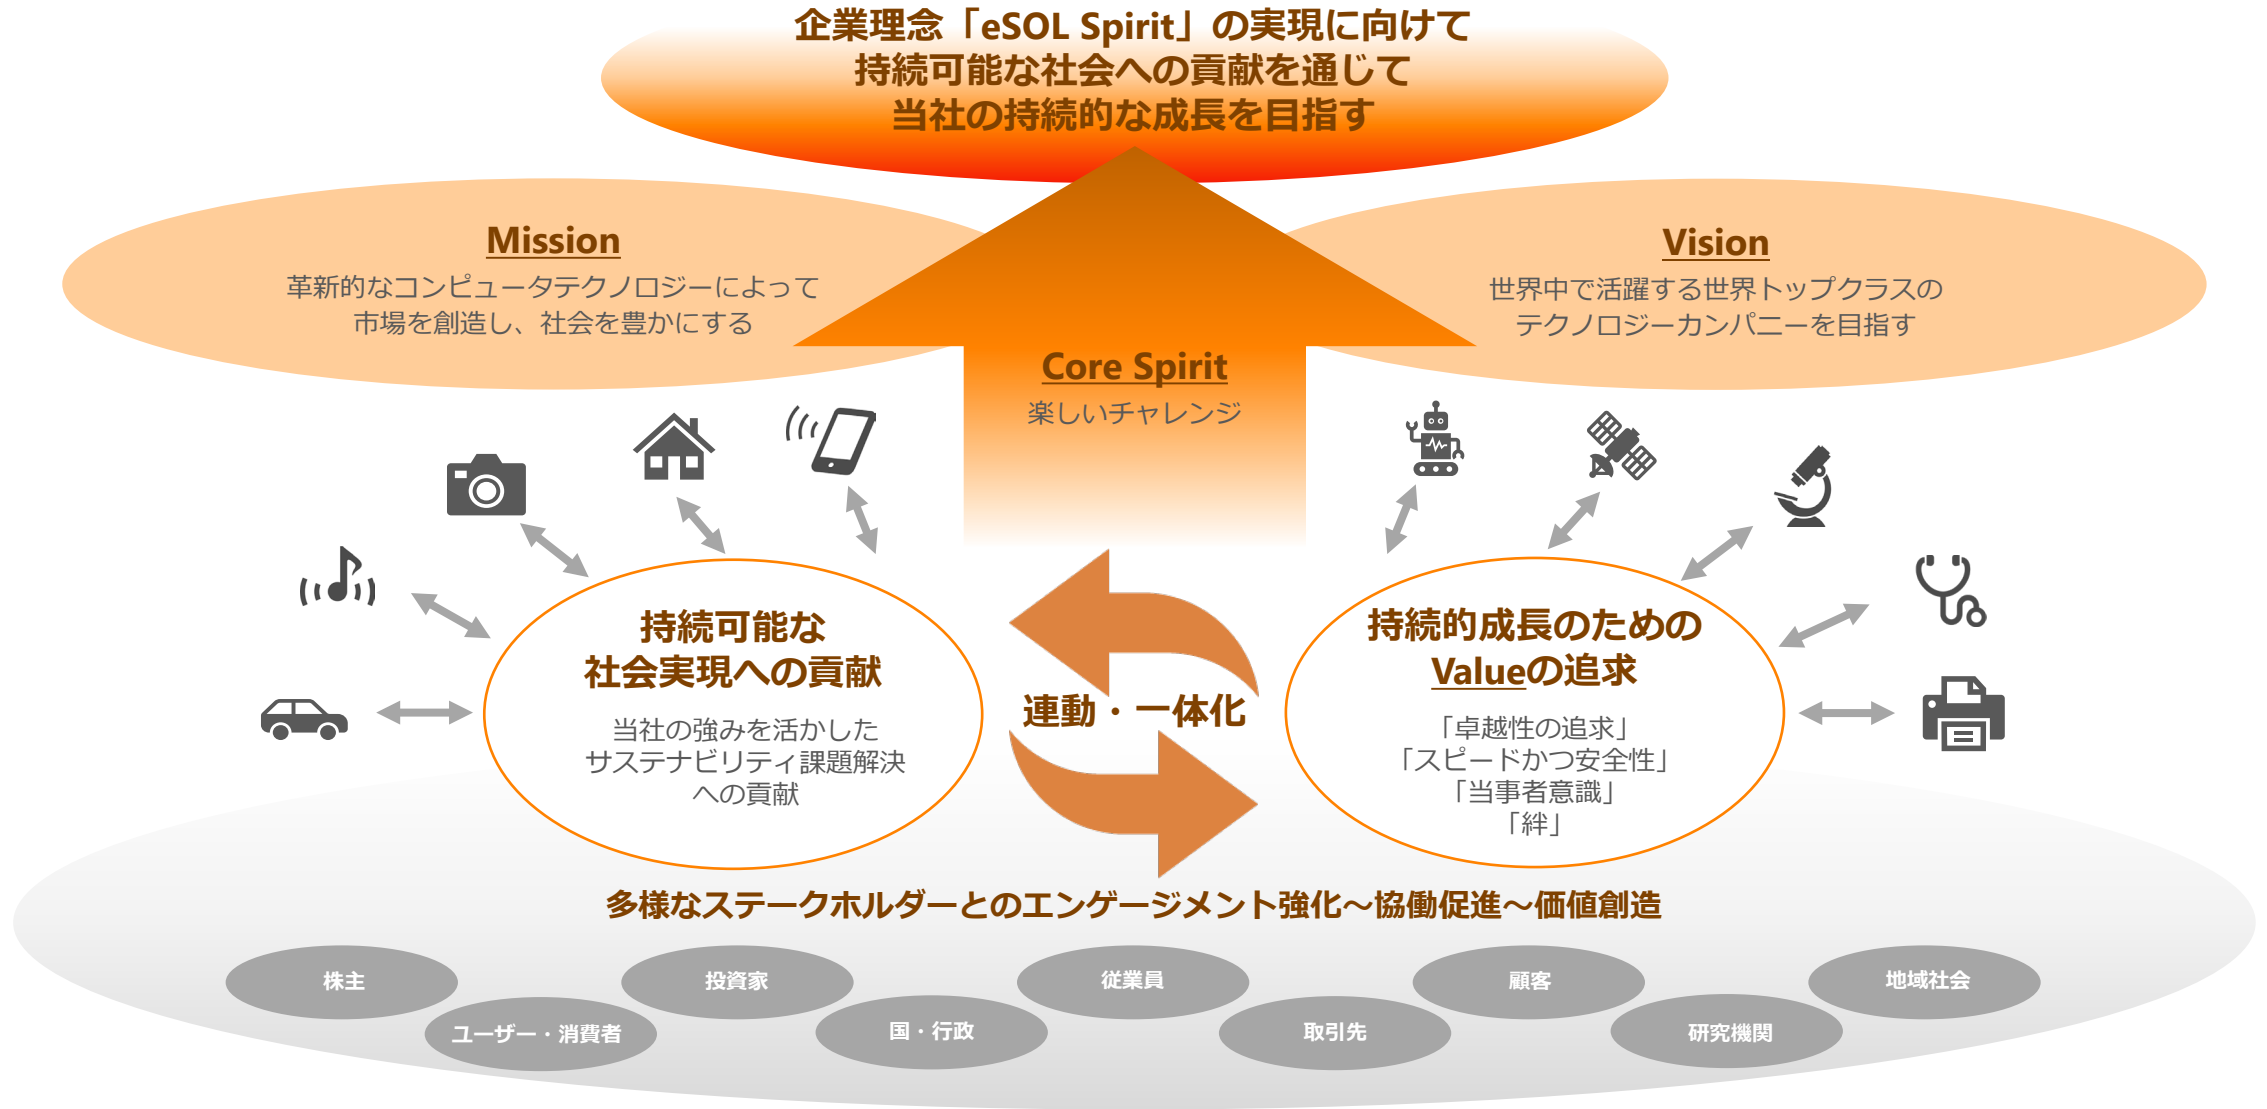 企業理念「eSOL Spirit」の実現に向けて
持続可能な社会への貢献を通じて
当社の持続的な成長を目指す
Mission
革新的なコンピュータテクノロジーによって
市場を創造し、社会を豊かにする
Vision
世界中で活躍する世界トップクラスの
テクノロジーカンパニーを目指す
Core Spirit
楽しいチャレンジ
持続可能な
社会実現への貢献
当社の強みを活かした
サステナビリティ課題解決
への貢献
連動・一体化
持続的成長のための
Valueの追求
「卓越性の追求」
「スピードかつ安全性」
「当事者意識」
「絆」
多様なステークホルダーとのエンゲージメント強化～協働促進～価値創造
株主
投資家
従業員
顧客
地域社会
ユーザー・消費者
国・行政
取引先
研究機関